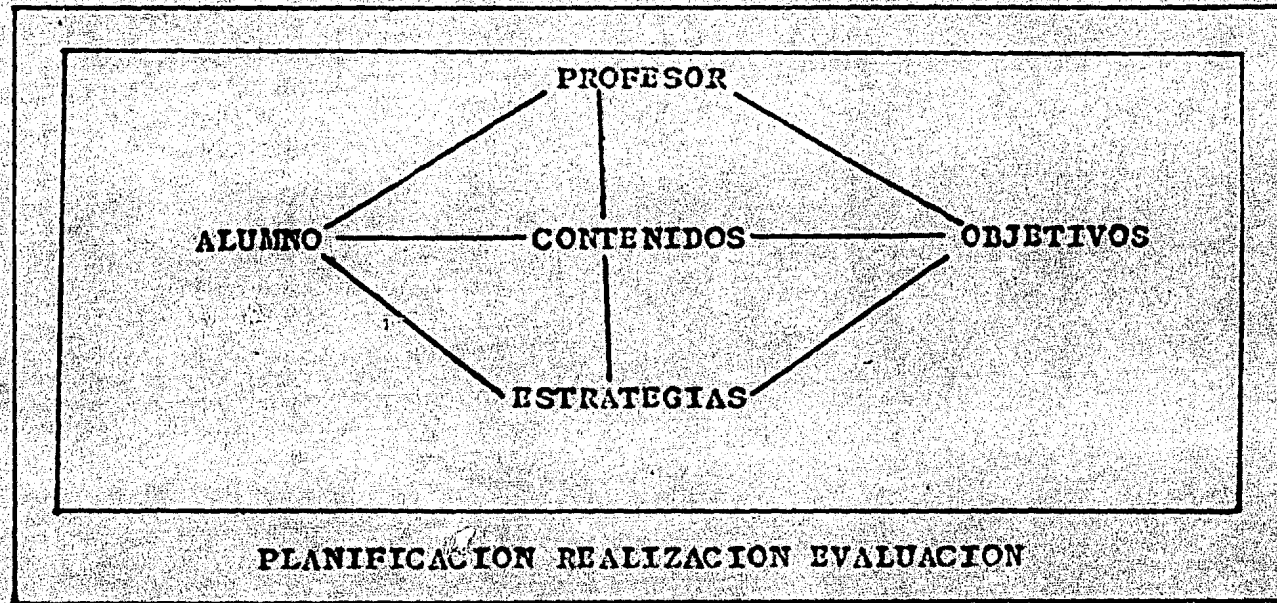 PROFESOR
ALUMNO CONTENIDOS OBJETIVOS
ESTRATEGIAS
PLANIFICACION REALIZACION EVALUACION